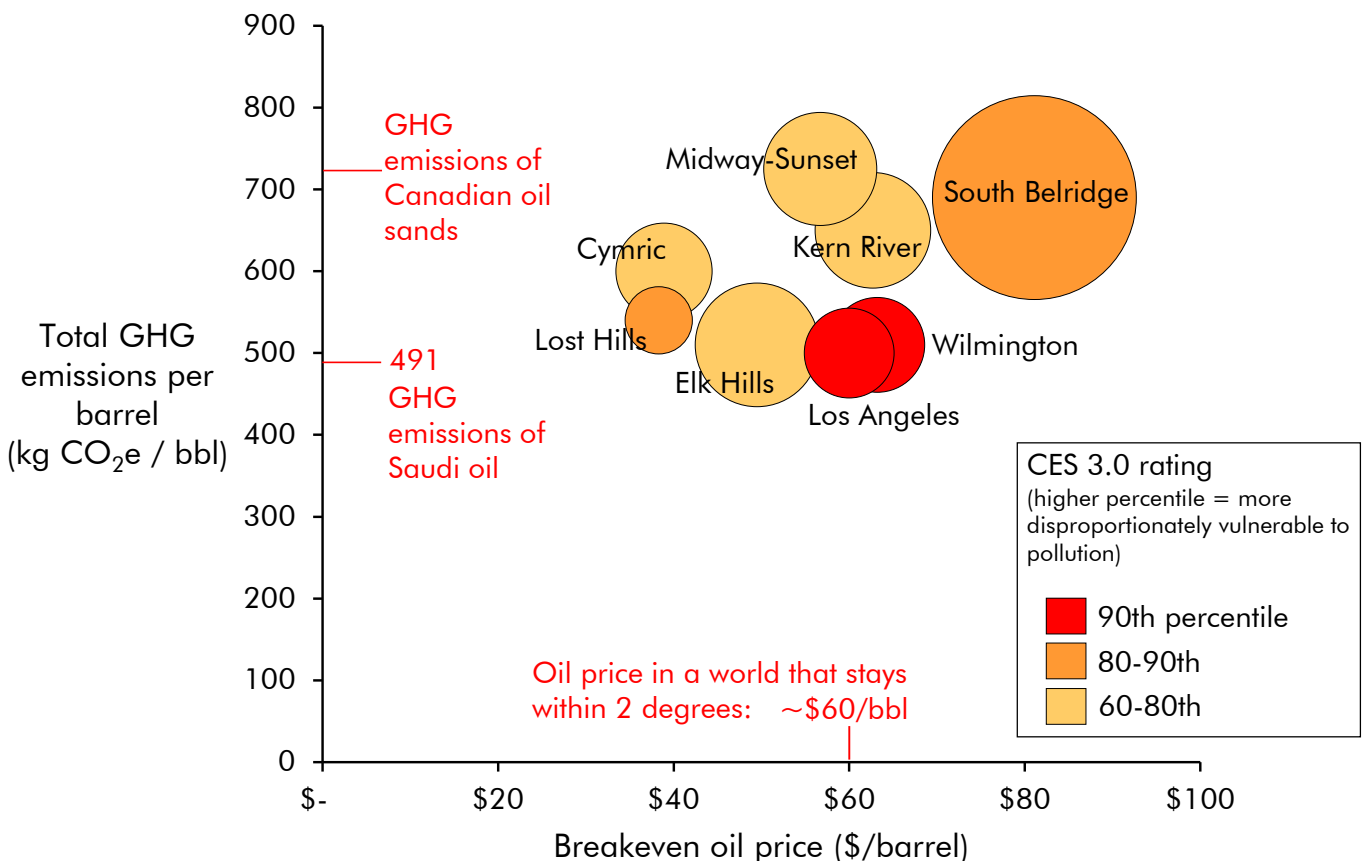 900
800
700
600
500
400
300
200
100
0
Total GHG
emissions per
barrel
(kg CO₂e / bbl)
GHG
emissions of
Canadian oil
sands
491
GHG
emissions of
Saudi oil
Midway-Sunset
South Belridge
Kern River
Cymric
Lost Hills
Elk Hills
Wilmington
Los Angeles
CES 3.0 rating
(higher percentile = more
disproportionately vulnerable to
pollution)
90th percentile
80-90th
60-80th
Oil price in a world that stays
within 2 degrees: ~$60/bbl
$- $20 $40 $60 $80 $100
Breakeven oil price ($/barrel)